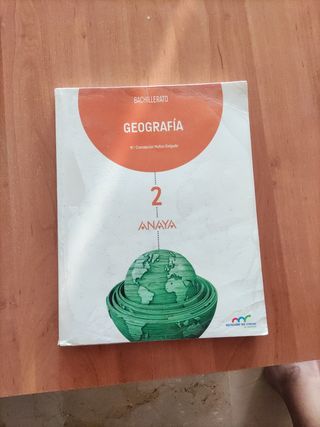 BACHILLERATO
GEOGRAFÍA
Mª Concepción Muñoz-Delgado
2
ANAYA